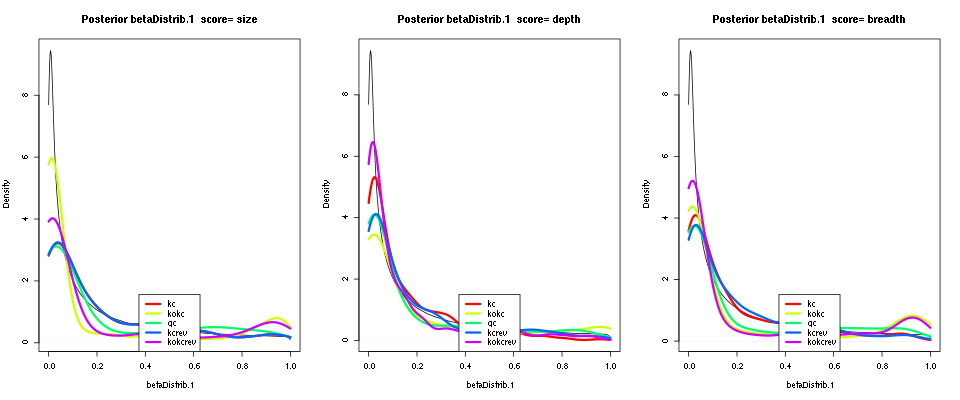 Posterior betaDistrib.1 score= size
Density
0 2 4 6 8
0.0 0.2 0.4 0.6 0.8 1.0
betaDistrib.1
kc
kokc
qc
kcrev
kokcrev
Posterior betaDistrib.1 score= depth
Density
0 2 4 6 8
0.0 0.2 0.4 0.6 0.8 1.0
betaDistrib.1
kc
kokc
qc
kcrev
kokcrev
Posterior betaDistrib.1 score= breadth
Density
0 2 4 6 8
0.0 0.2 0.4 0.6 0.8 1.0
betaDistrib.1
kc
kokc
qc
kcrev
kokcrev